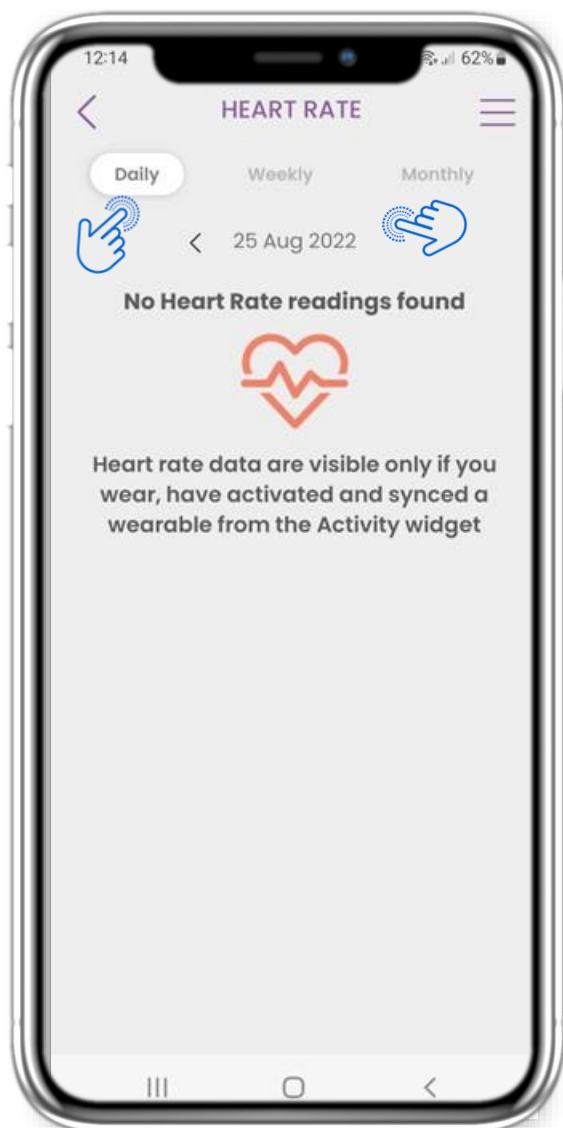 12:14 62%
HEART RATE
Daily Weekly Monthly
25 Aug 2022
No Heart Rate readings found
Heart rate data are visible only if you
wear, have activated and synced a
wearable from the Activity widget